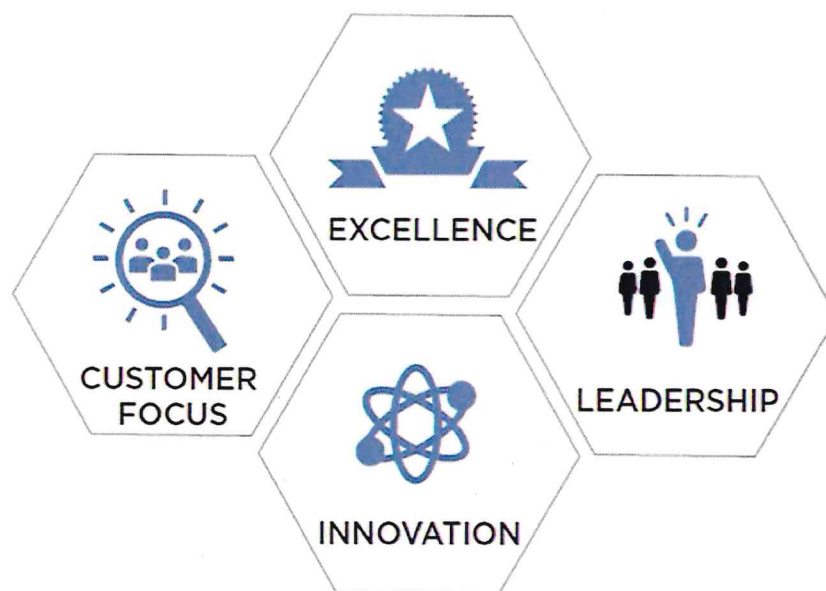 EXCELLENCE
CUSTOMER
FOCUS
LEADERSHIP
INNOVATION